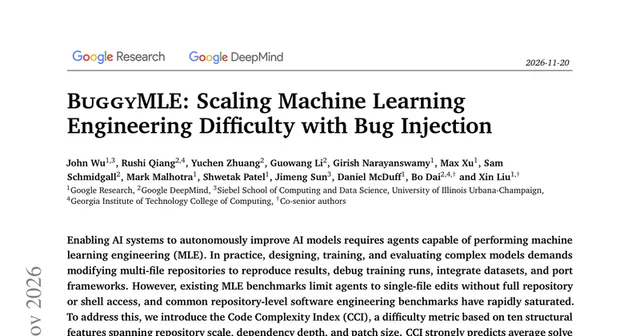 Google Research Google DeepMind
2026-11-20
BUGGYMLE: Scaling Machine Learning
Engineering Difficulty with Bug Injection
John Wu1,3, Rushi Qiang2,4, Yuchen Zhuang2, Guowang Li2, Girish Narayanswamy1, Max Xu1, Sam
Schmidgall2, Mark Malhotra1, Shwetak Patel1, Jimeng Sun3, Daniel McDuff1, Bo Dai2,4,† and Xin Liu1,†
1Google Research, 2Google DeepMind, 3Siebel School of Computing and Data Science, University of Illinois Urbana-Champaign,
4Georgia Institute of Technology College of Computing, †Co-senior authors
Enabling AI systems to autonomously improve AI models requires agents capable of performing machine
learning engineering (MLE). In practice, designing, training, and evaluating complex models demands
modifying multi-file repositories to reproduce results, debug training runs, integrate datasets, and port
frameworks. However, existing MLE benchmarks limit agents to single-file edits without full repository
or shell access, and common repository-level software engineering benchmarks have rapidly saturated.
To address this, we introduce the Code Complexity Index (CCI), a difficulty metric based on ten structural
features spanning repository scale, dependency depth, and patch size. CCI strongly predicts average solve
ov 2026